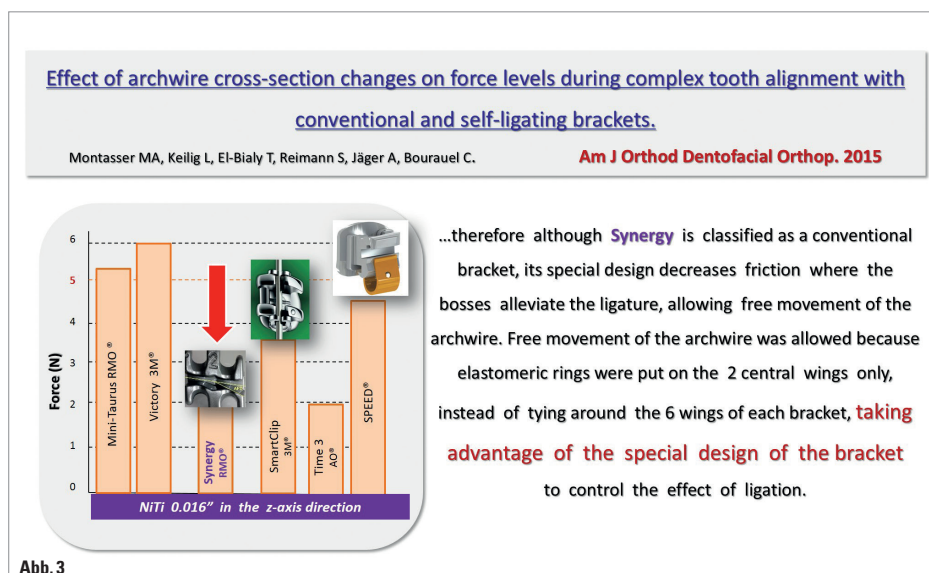 Effect of archwire cross-section changes on force levels during complex tooth alignment with
conventional and self-ligating brackets.
Montasser MA, Keilig L, El-Bialy T, Reimann S, Jäger A, Bourauel C.
Am J Orthod Dentofacial Orthop. 2015
Force (N)
6
5
4
3
2
1
0
Mini-Taurus RMO ®
Victory 3M®
Synergy
RMO®
SmartClip
3M®
Time 3
AO®
SPEED®
NiTi 0.016” in the z-axis direction
…therefore although Synergy is classified as a conventional
bracket, its special design decreases friction where the
bosses alleviate the ligature, allowing free movement of the
archwire. Free movement of the archwire was allowed because
elastomeric rings were put on the 2 central wings only,
instead of tying around the 6 wings of each bracket, taking
advantage of the special design of the bracket
to control the effect of ligation.
Abb. 3